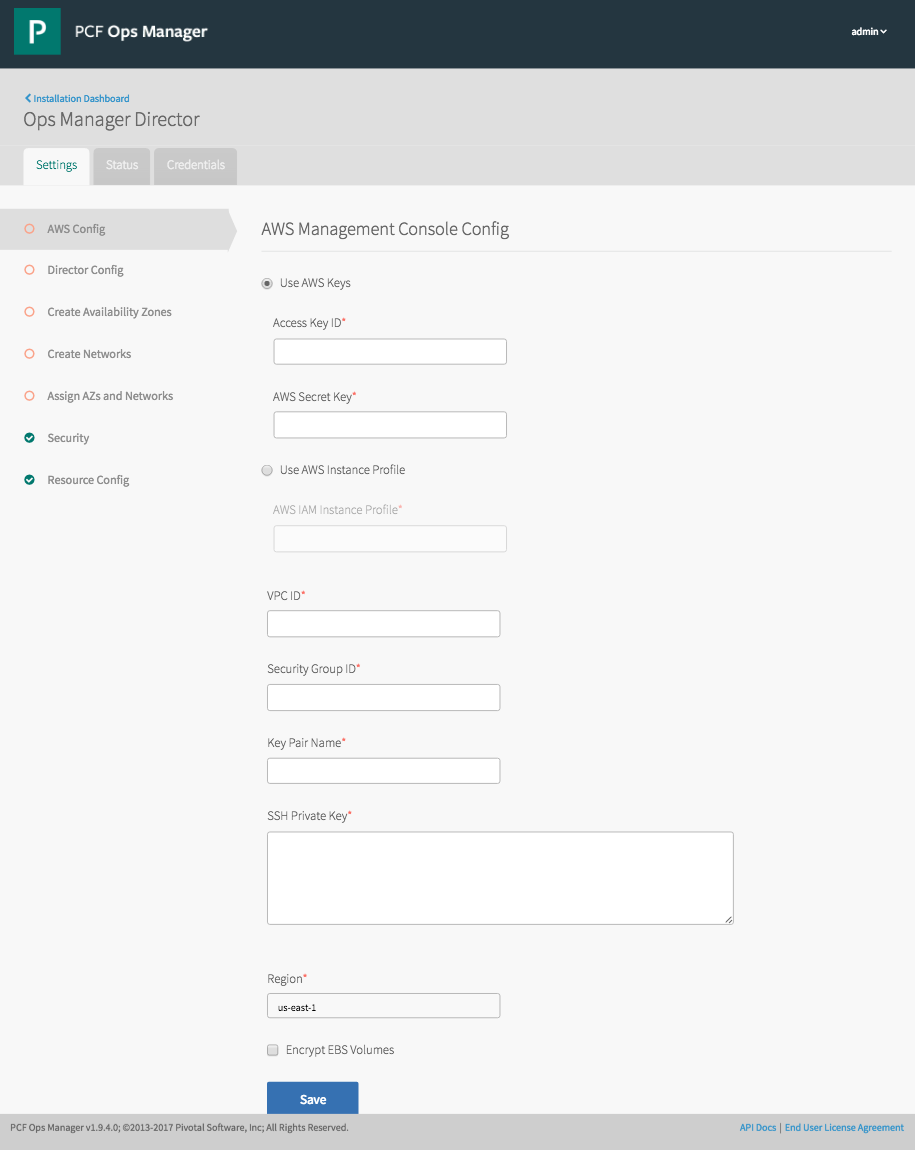 P PCF Ops Manager
admin
Installation Dashboard
Ops Manager Director
Settings
Status
Credentials
AWS Config
Director Config
Create Availability Zones
Create Networks
Assign AZs and Networks
Security
Resource Config
AWS Management Console Config
Use AWS Keys
Access Key ID*
AWS Secret Key*
Use AWS Instance Profile
AWS IAM Instance Profile*
VPC ID*
Security Group ID*
Key Pair Name*
SSH Private Key*
Region*
us-east-1
Encrypt EBS Volumes
Save
PCF Ops Manager v1.9.4.0; ©2013-2017 Pivotal Software, Inc; All Rights Reserved.
API Docs | End User License Agreement